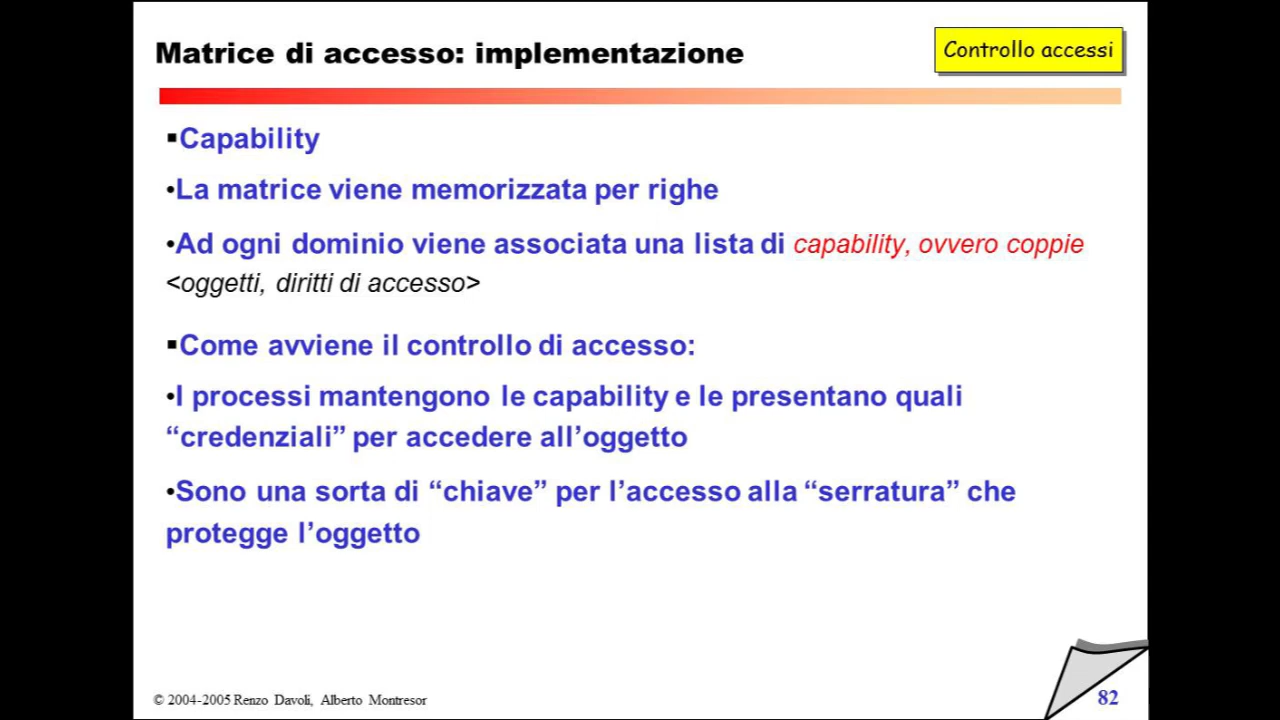 Matrice di accesso: implementazione
Controllo accessi
▪Capability
•La matrice viene memorizzata per righe
•Ad ogni dominio viene associata una lista di capability, ovvero coppie
<oggetti, diritti di accesso>
▪Come avviene il controllo di accesso:
•I processi mantengono le capability e le presentano quali
“credenziali” per accedere all’oggetto
•Sono una sorta di “chiave” per l’accesso alla “serratura” che
protegge l’oggetto
© 2004-2005 Renzo Davoli, Alberto Montresor
82